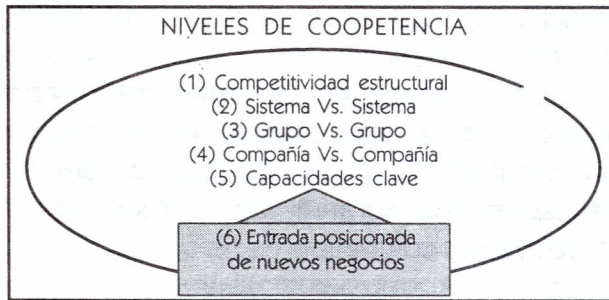 NIVELES DE COOPETENCIA
(1) Competitividad estructural
(2) Sistema Vs. Sistema
(3) Grupo Vs. Grupo
(4) Compañía Vs. Compañía
(5) Capacidades clave
(6) Entrada posicionada
de nuevos negocios